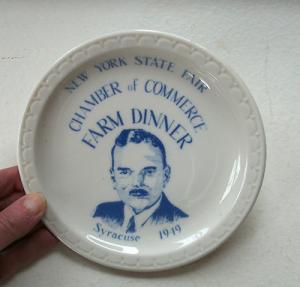 NEW YORK STATE FAIR
CHAMBER of COMMERCE
FARM DINNER
Syracuse 1949